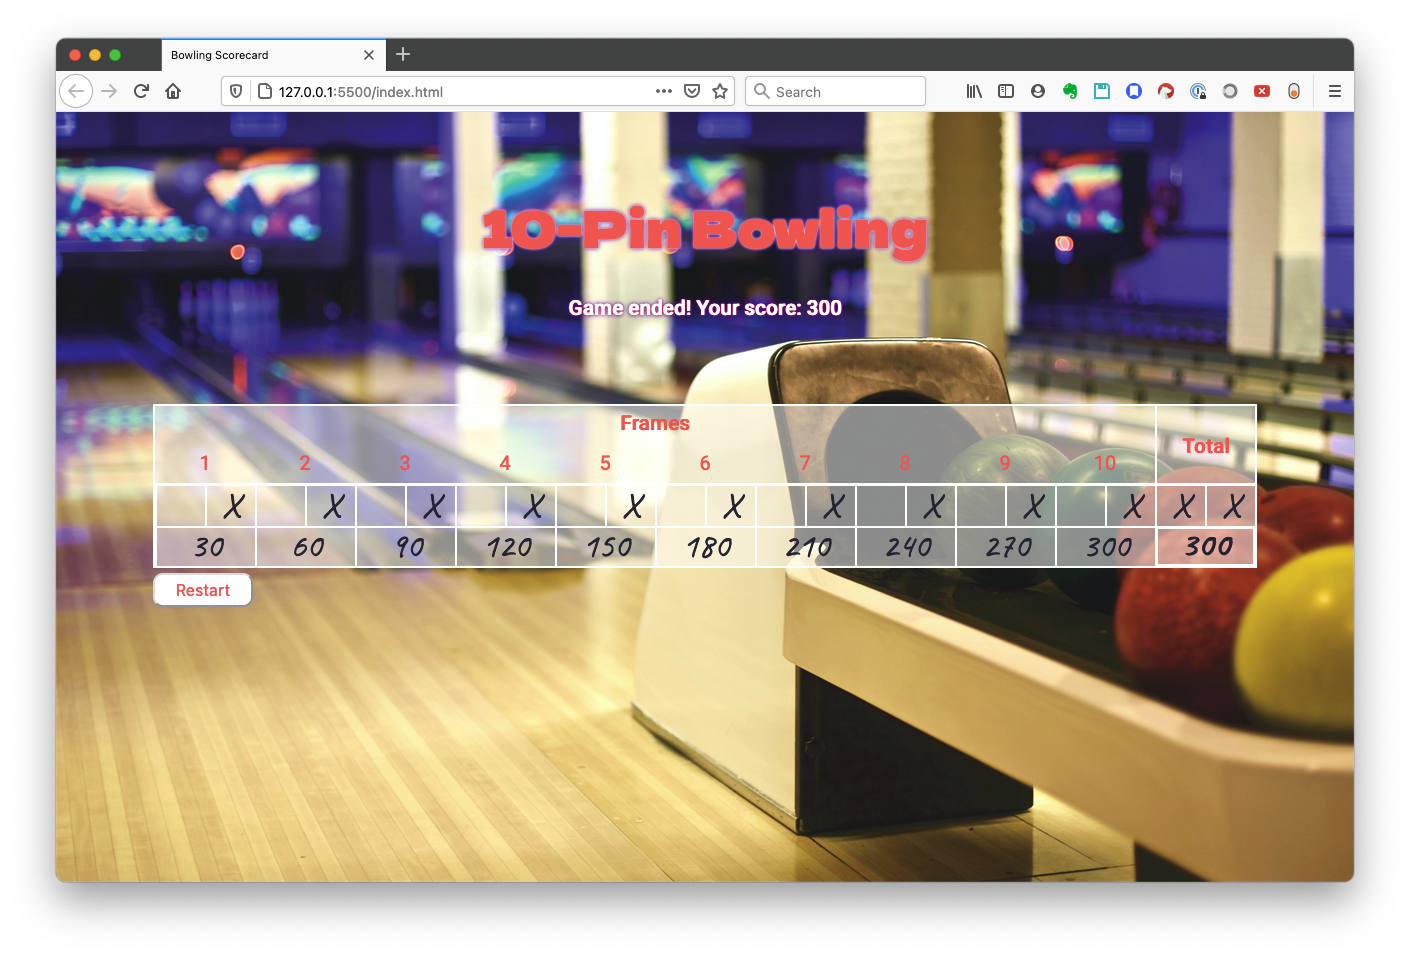 Bowling Scorecard
127.0.0.1:5500/index.html
Search
10-Pin Bowling
Game ended! Your score: 300
Frames
Total
1 2 3 4 5 6 7 8 9 10
X X X X X X X X X X X X
30 60 90 120 150 180 210 240 270 300 300
Restart